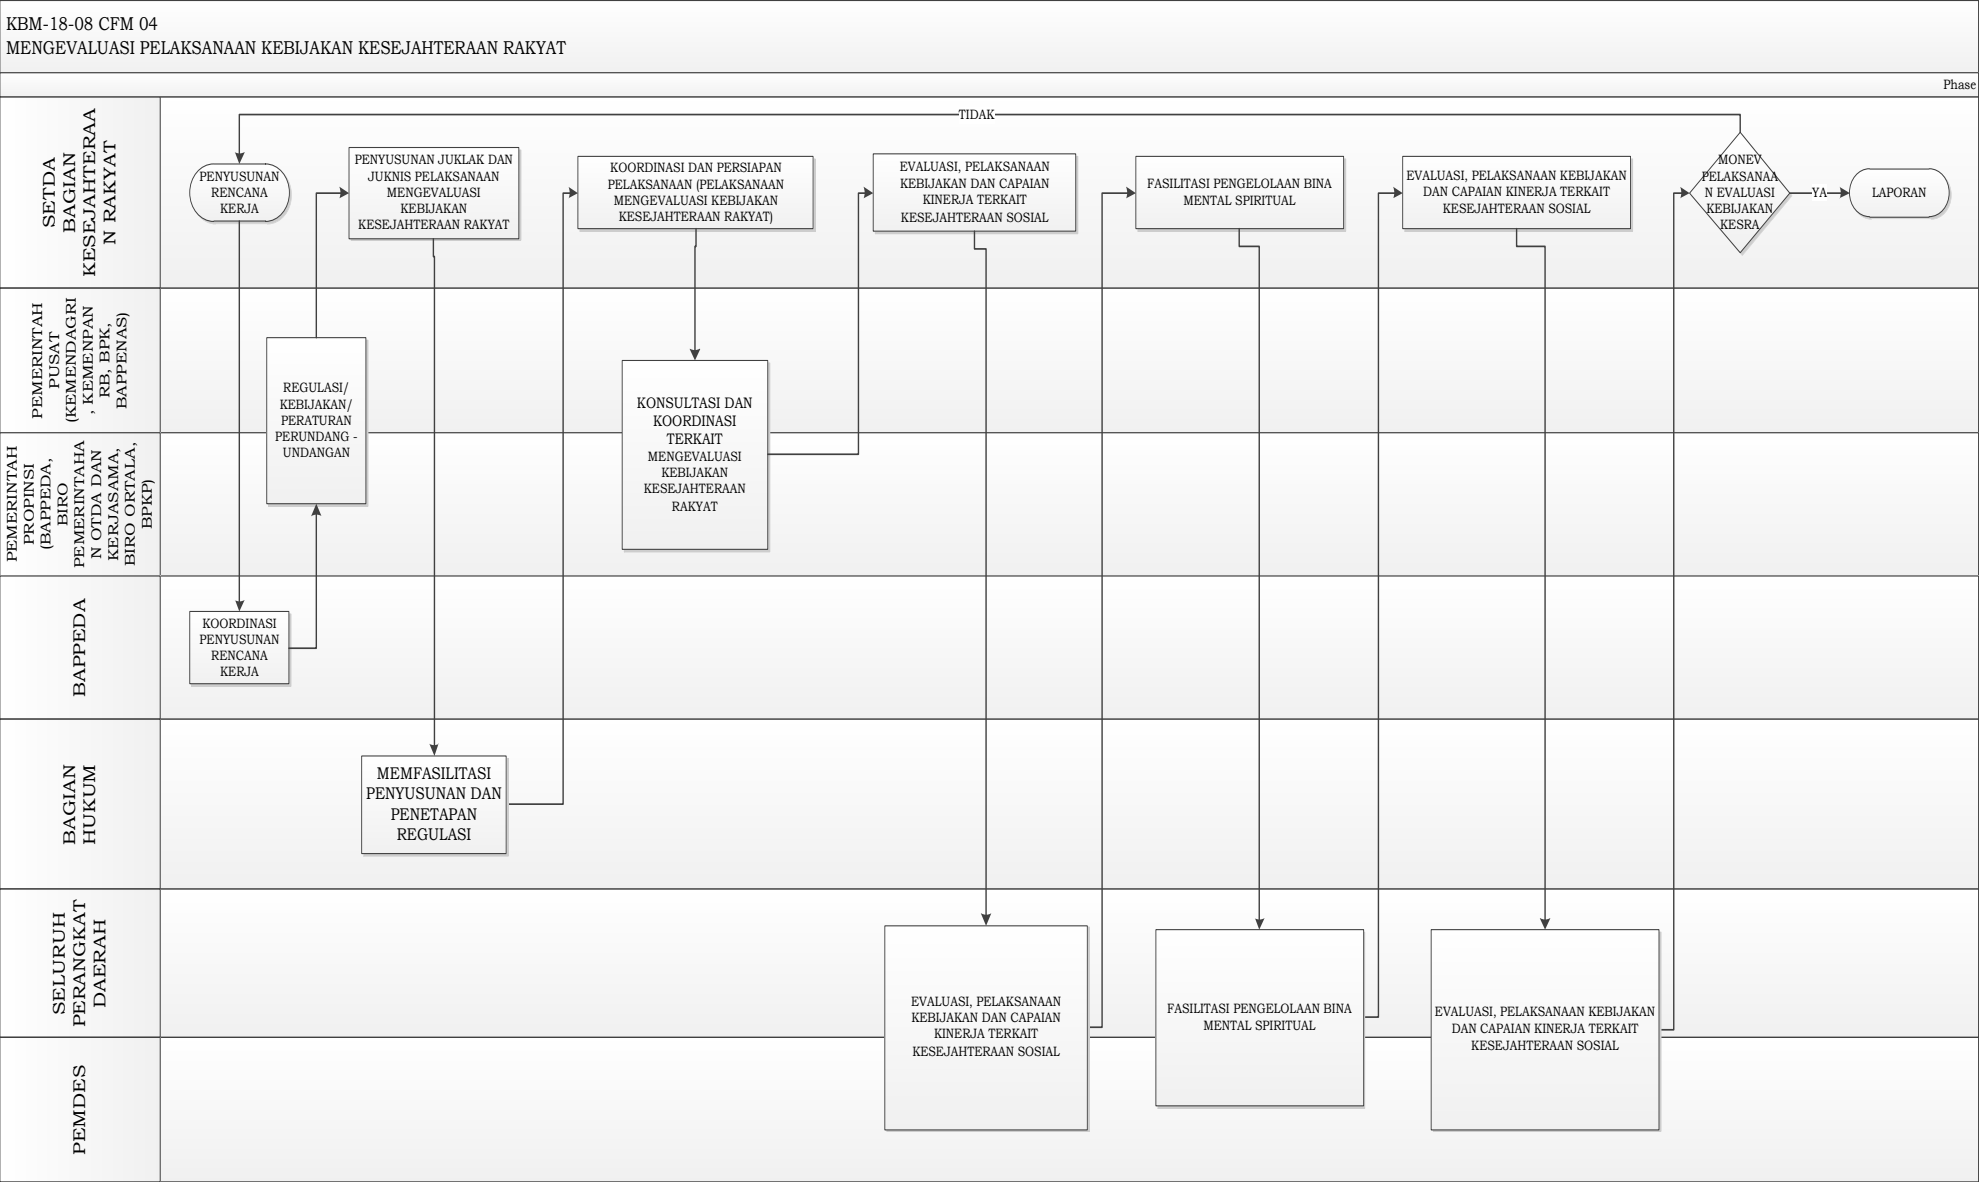 KBM-18-08 CFM 04
MENGEVALUASI PELAKSANAAN KEBIJAKAN KESEJAHTERAAN RAKYAT
Phase
SETDA
BAGIAN
KESEJAHTERAA
N RAKYAT
TIDAK
PENYUSUNAN
RENCANA
KERJA
PENYUSUNAN JUKLAK DAN
JUKNIS PELAKSANAAN
MENGEVALUASI
KEBIJAKAN
KESEJAHTERAAN RAKYAT
KOORDINASI DAN PERSIAPAN
PELAKSANAAN (PELAKSANAAN
MENGEVALUASI KEBIJAKAN
KESEJAHTERAAN RAKYAT)
EVALUASI, PELAKSANAAN
KEBIJAKAN DAN CAPAIAN
KINERJA TERKAIT
KESEJAHTERAAN SOSIAL
FASILITASI PENGELOLAAN BINA
MENTAL SPIRITUAL
EVALUASI, PELAKSANAAN KEBIJAKAN
DAN CAPAIAN KINERJA TERKAIT
KESEJAHTERAAN SOSIAL
MONEV
PELAKSANAA
N EVALUASI
KEBIJAKAN
KESRA
YA
LAPORAN
PEMERINTAH
PUSAT
(KEMENDAGRI
, KEMENPAN
RB, BPK,
BAPPENAS)
REGULASI/
KEBIJAKAN/
PERATURAN
PERUNDANG -
UNDANGAN
KONSULTASI DAN
KOORDINASI
TERKAIT
MENGEVALUASI
KEBIJAKAN
KESEJAHTERAAN
RAKYAT
PEMERINTAH
PROPINSI
(BAPPEDA,
BIRO
PEMERINTAHA
N OTDA DAN
KERJASAMA,
BIRO ORTALA,
BPKP)
BAPPEDA
KOORDINASI
PENYUSUNAN
RENCANA
KERJA
BAGIAN
HUKUM
MEMFASILITASI
PENYUSUNAN DAN
PENETAPAN
REGULASI
SELURUH
PERANGKAT
DAERAH
EVALUASI, PELAKSANAAN
KEBIJAKAN DAN CAPAIAN
KINERJA TERKAIT
KESEJAHTERAAN SOSIAL
FASILITASI PENGELOLAAN BINA
MENTAL SPIRITUAL
EVALUASI, PELAKSANAAN KEBIJAKAN
DAN CAPAIAN KINERJA TERKAIT
KESEJAHTERAAN SOSIAL
PEMDES